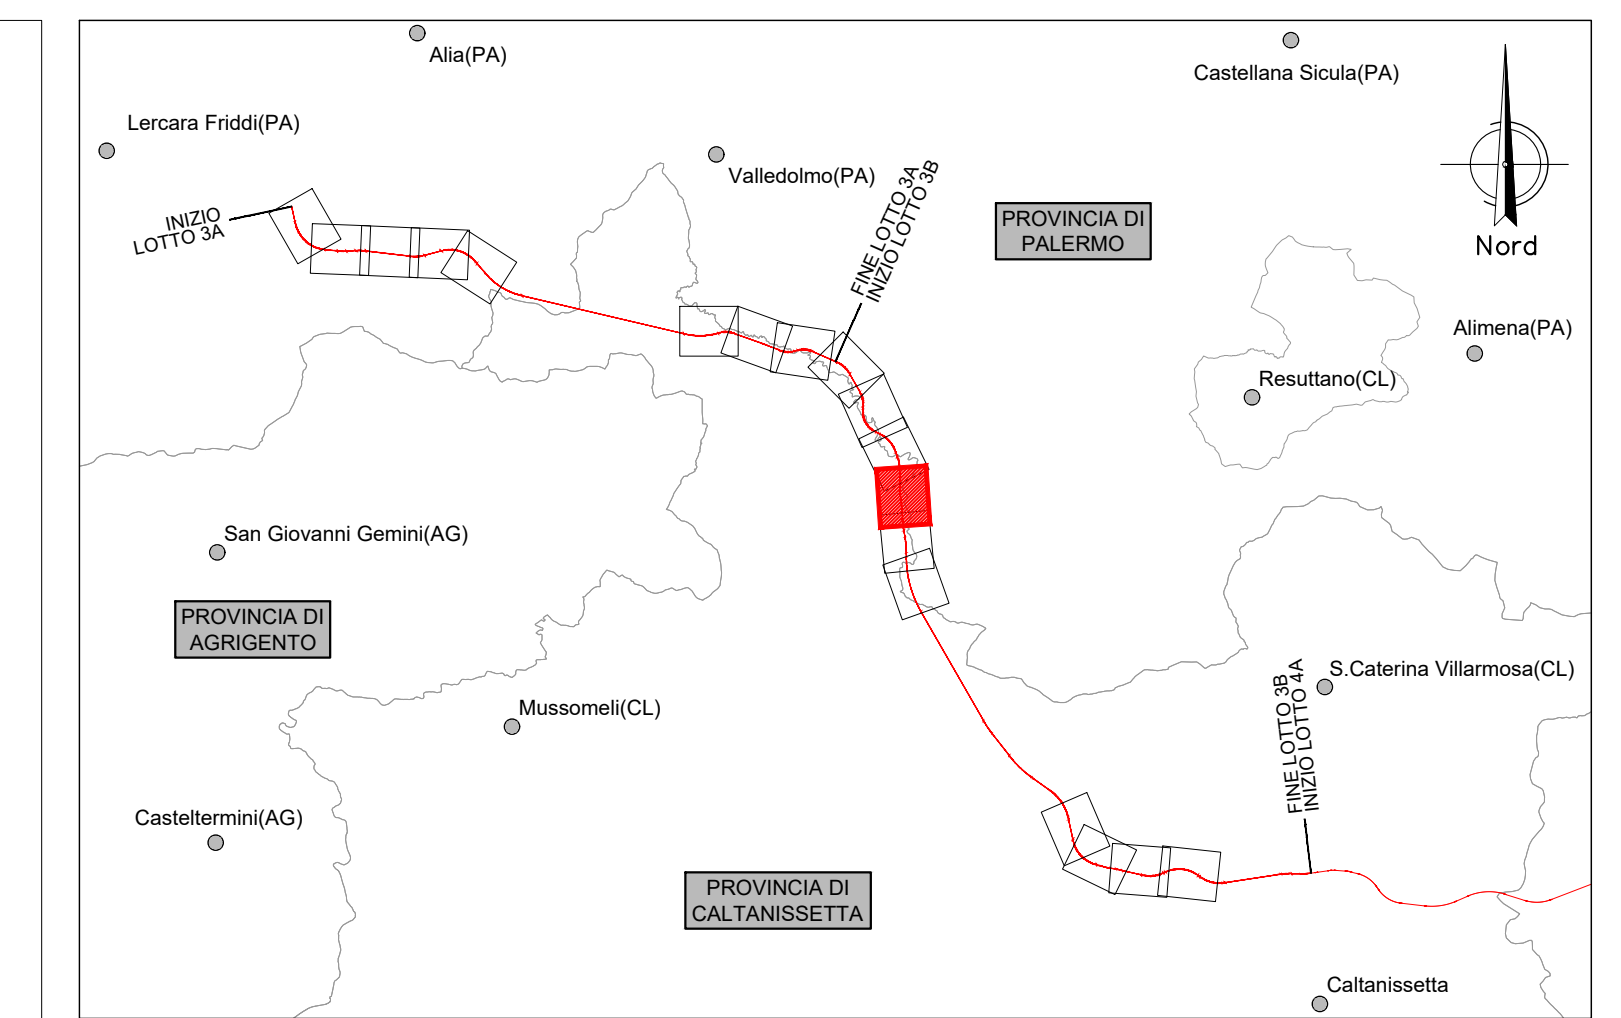 Alia(PA)
Castellana Sicula(PA)
Lercara Friddi(PA)
Valledolmo(PA)
INIZIO
LOTTO 3A
FINE LOTTO 3A
INIZIO LOTTO 3B
PROVINCIA DI
PALERMO
Nord
Alimena(PA)
Resuttano(CL)
San Giovanni Gemini(AG)
PROVINCIA DI
AGRIGENTO
S.Caterina Villarmosa(CL)
Mussomeli(CL)
FINE LOTTO 3B
INIZIO LOTTO 4A
Casteltermini(AG)
PROVINCIA DI
CALTANISSETTA
Caltanissetta